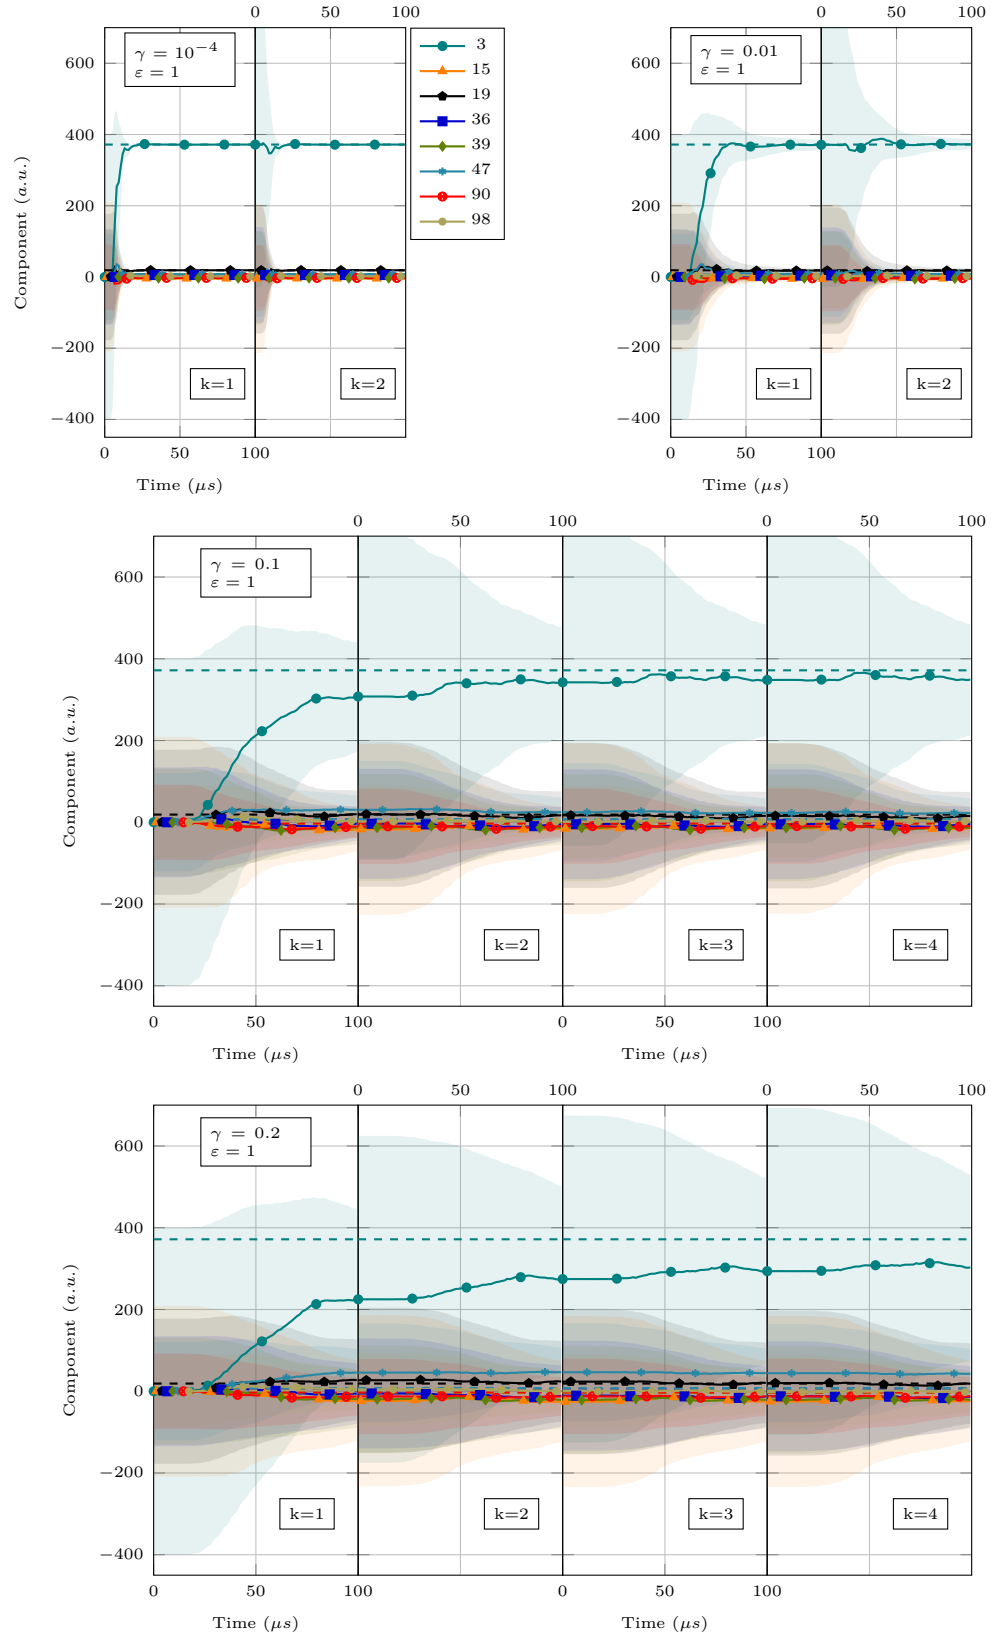 0 100
0 100
γ = 10⁻⁴
ε = 1
600
400
200
0
−200
−400
Component (a.u.)
k=1
k=2
0 50 100
Time (μs)
3
15
19
36
39
47
90
98
γ = 0.01
ε = 1
600
400
200
0
−200
−400
k=1
k=2
0 50 100
Time (μs)
0 50 100 0 50 100
γ = 0.1
ε = 1
600
400
200
0
−200
−400
Component (a.u.)
k=1
k=2
k=3
k=4
0 50 100 0 50 100
Time (μs) Time (μs)
0 50 100 0 50 100
γ = 0.2
ε = 1
600
400
200
0
−200
−400
Component (a.u.)
k=1
k=2
k=3
k=4
0 50 100 0 50 100
Time (μs) Time (μs)